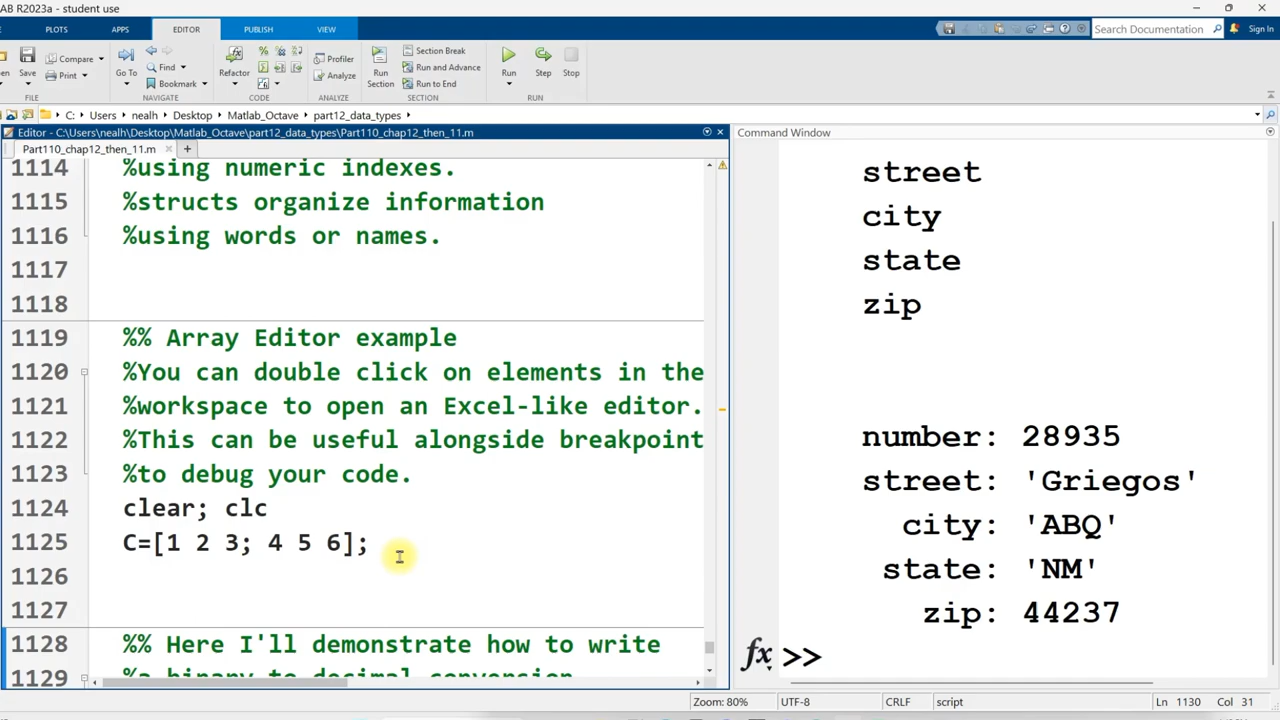 AB R2023a - student use
PLOTS APPS EDITOR PUBLISH VIEW
Search Documentation Sign In
Save Compare Print Go To Find Bookmark Refactor Profiler Analyze Run Section Section Break Run and Advance Run to End Run Step Stop
FILE NAVIGATE CODE ANALYZE SECTION RUN
C: Users nealh Desktop Matlab_Octave part12_data_types
Editor - C:\Users\nealh\Desktop\Matlab_Octave\part12_data_types\Part110_chap12_then_11.m
Part110_chap12_then_11.m +
1114 %using numeric indexes.
1115 %structs organize information
1116 %using words or names.
1117
1118
1119 %% Array Editor example
1120 %You can double click on elements in the
1121 %workspace to open an Excel-like editor.
1122 %This can be useful alongside breakpoint
1123 %to debug your code.
1124 clear; clc
1125 C=[1 2 3; 4 5 6];
1126
1127
1128 %% Here I'll demonstrate how to write
1129 %a binary to decimal conversion
Command Window
street
city
state
zip
number: 28935
street: 'Griegos'
city: 'ABQ'
state: 'NM'
zip: 44237
fx >>
Zoom: 80% UTF-8 CRLF script Ln 1130 Col 31